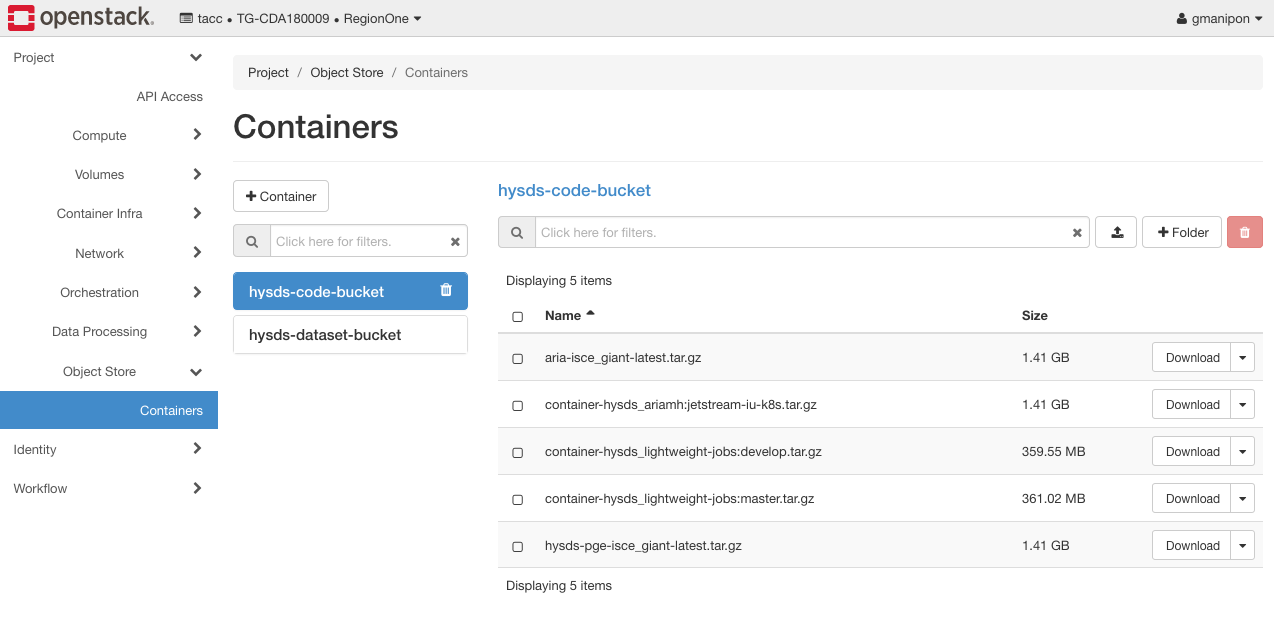 openstack.
tacc • TG-CDA180009 • RegionOne
gmanipon
Project
API Access
Compute
Volumes
Container Infra
Network
Orchestration
Data Processing
Object Store
Containers
Identity
Workflow
Project / Object Store / Containers
Containers
Container
Click here for filters.
hysds-code-bucket
hysds-dataset-bucket
hysds-code-bucket
Click here for filters.
Folder
Displaying 5 items
Name Size
aria-isce_giant-latest.tar.gz 1.41 GB Download
container-hysds_ariamh:jetstream-iu-k8s.tar.gz 1.41 GB Download
container-hysds_lightweight-jobs:develop.tar.gz 359.55 MB Download
container-hysds_lightweight-jobs:master.tar.gz 361.02 MB Download
hysds-pge-isce_giant-latest.tar.gz 1.41 GB Download
Displaying 5 items